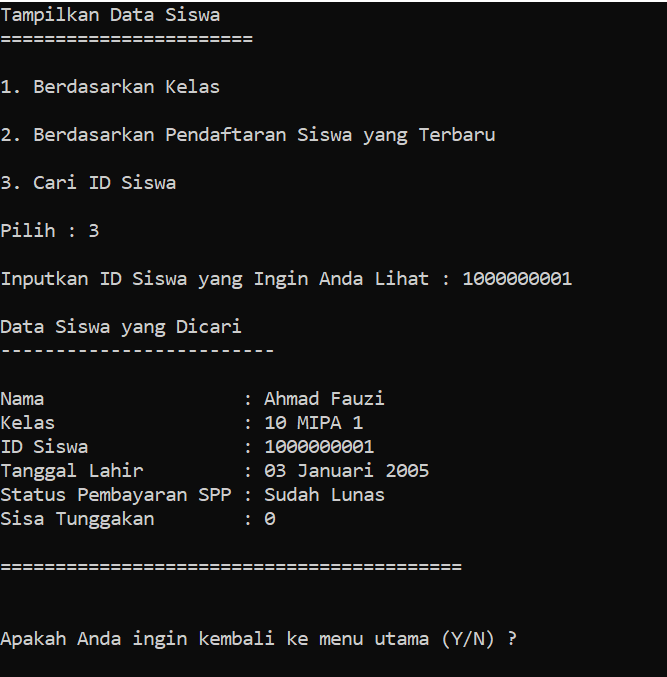 Tampilkan Data Siswa
=======================
1. Berdasarkan Kelas
2. Berdasarkan Pendaftaran Siswa yang Terbaru
3. Cari ID Siswa
Pilih : 3
Inputkan ID Siswa yang Ingin Anda Lihat : 1000000001
Data Siswa yang Dicari
-------------------------
Nama                  : Ahmad Fauzi
Kelas                 : 10 MIPA 1
ID Siswa              : 1000000001
Tanggal Lahir         : 03 Januari 2005
Status Pembayaran SPP : Sudah Lunas
Sisa Tunggakan        : 0
==========================================
Apakah Anda ingin kembali ke menu utama (Y/N) ?